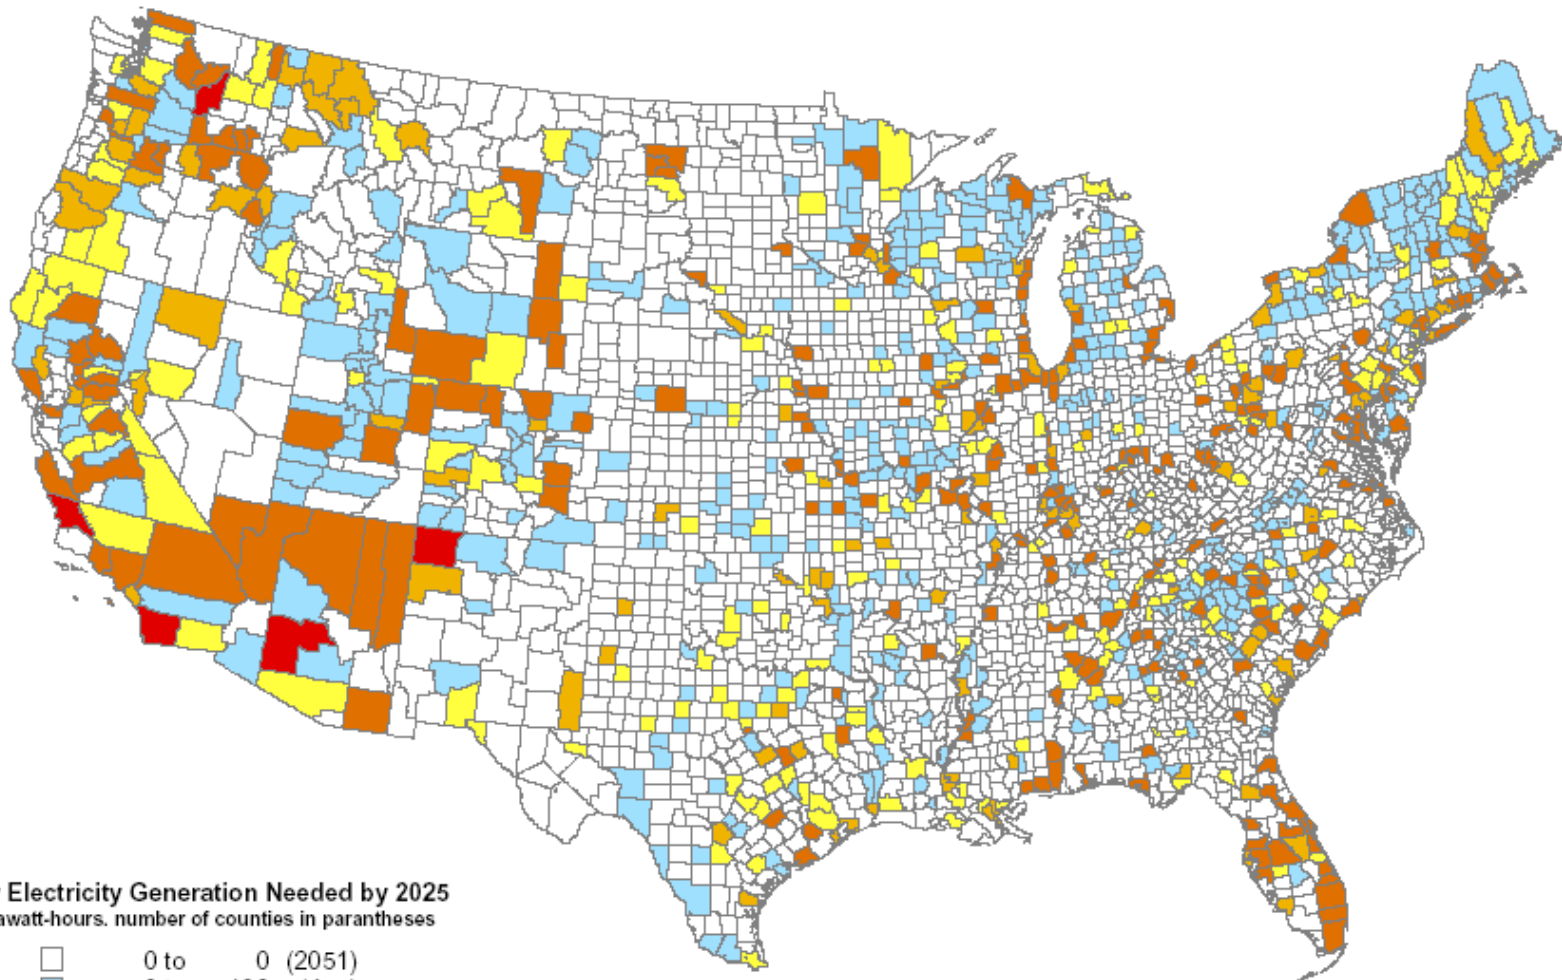 Electricity Generation Needed by 2025
awatt-hours. number of counties in parantheses
0 to 0 (2051)